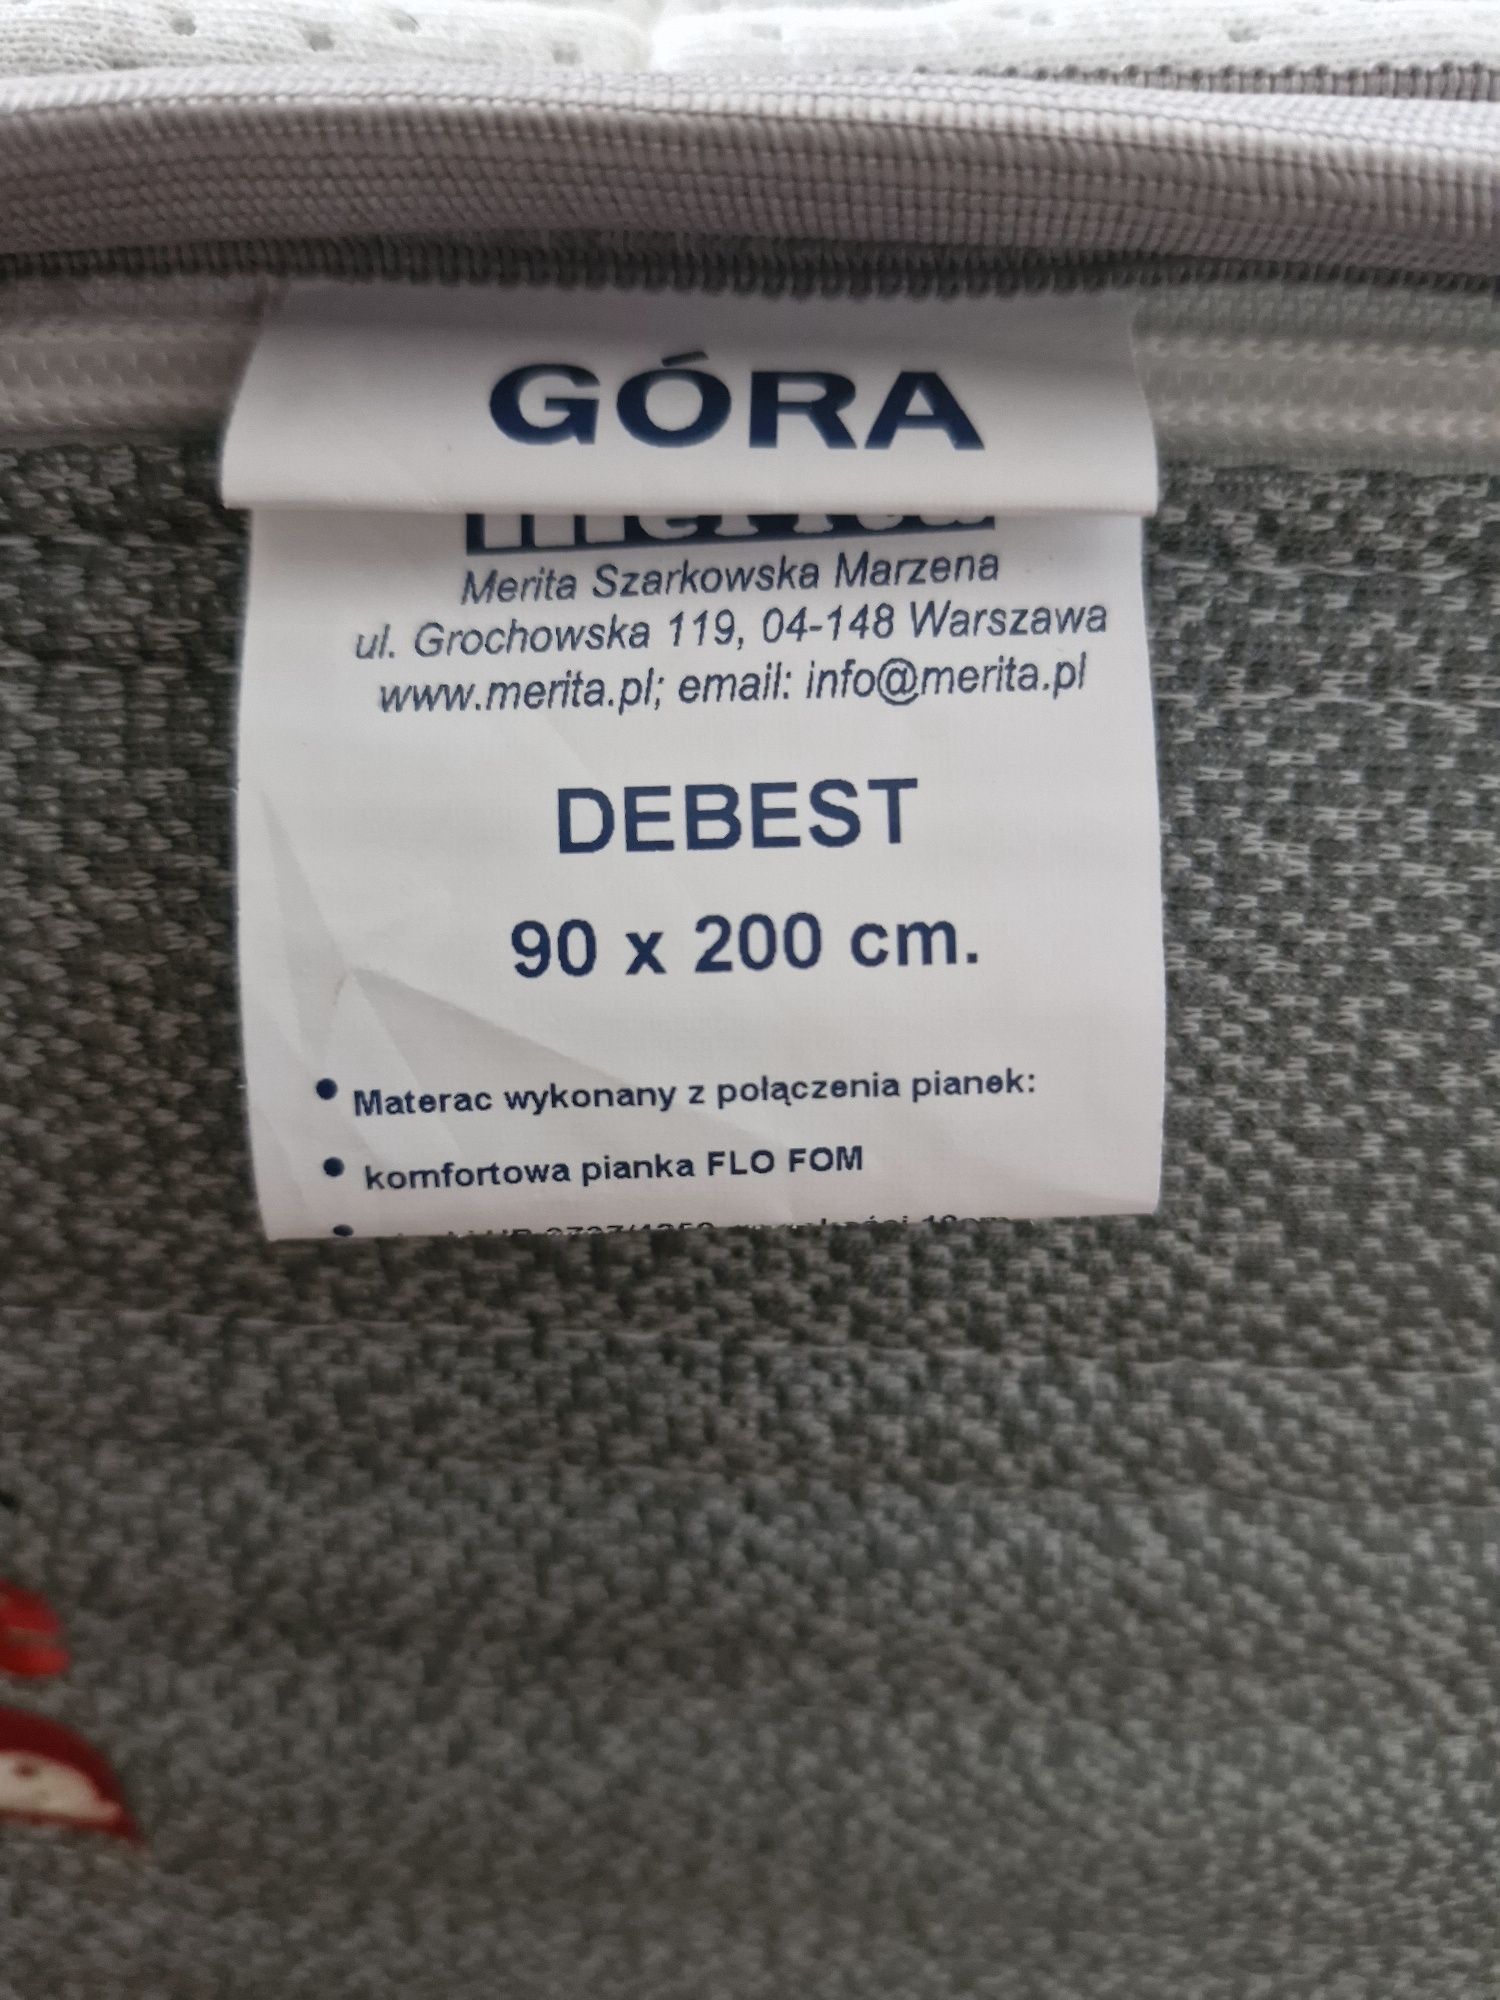 GÓRA
Merita Szarkowska Marzena
ul. Grochowska 119, 04-148 Warszawa
www.merita.pl; email: info@merita.pl
DEBEST
90 x 200 cm.
• Materac wykonany z połączenia pianek:
• komfortowa pianka FLO FOM